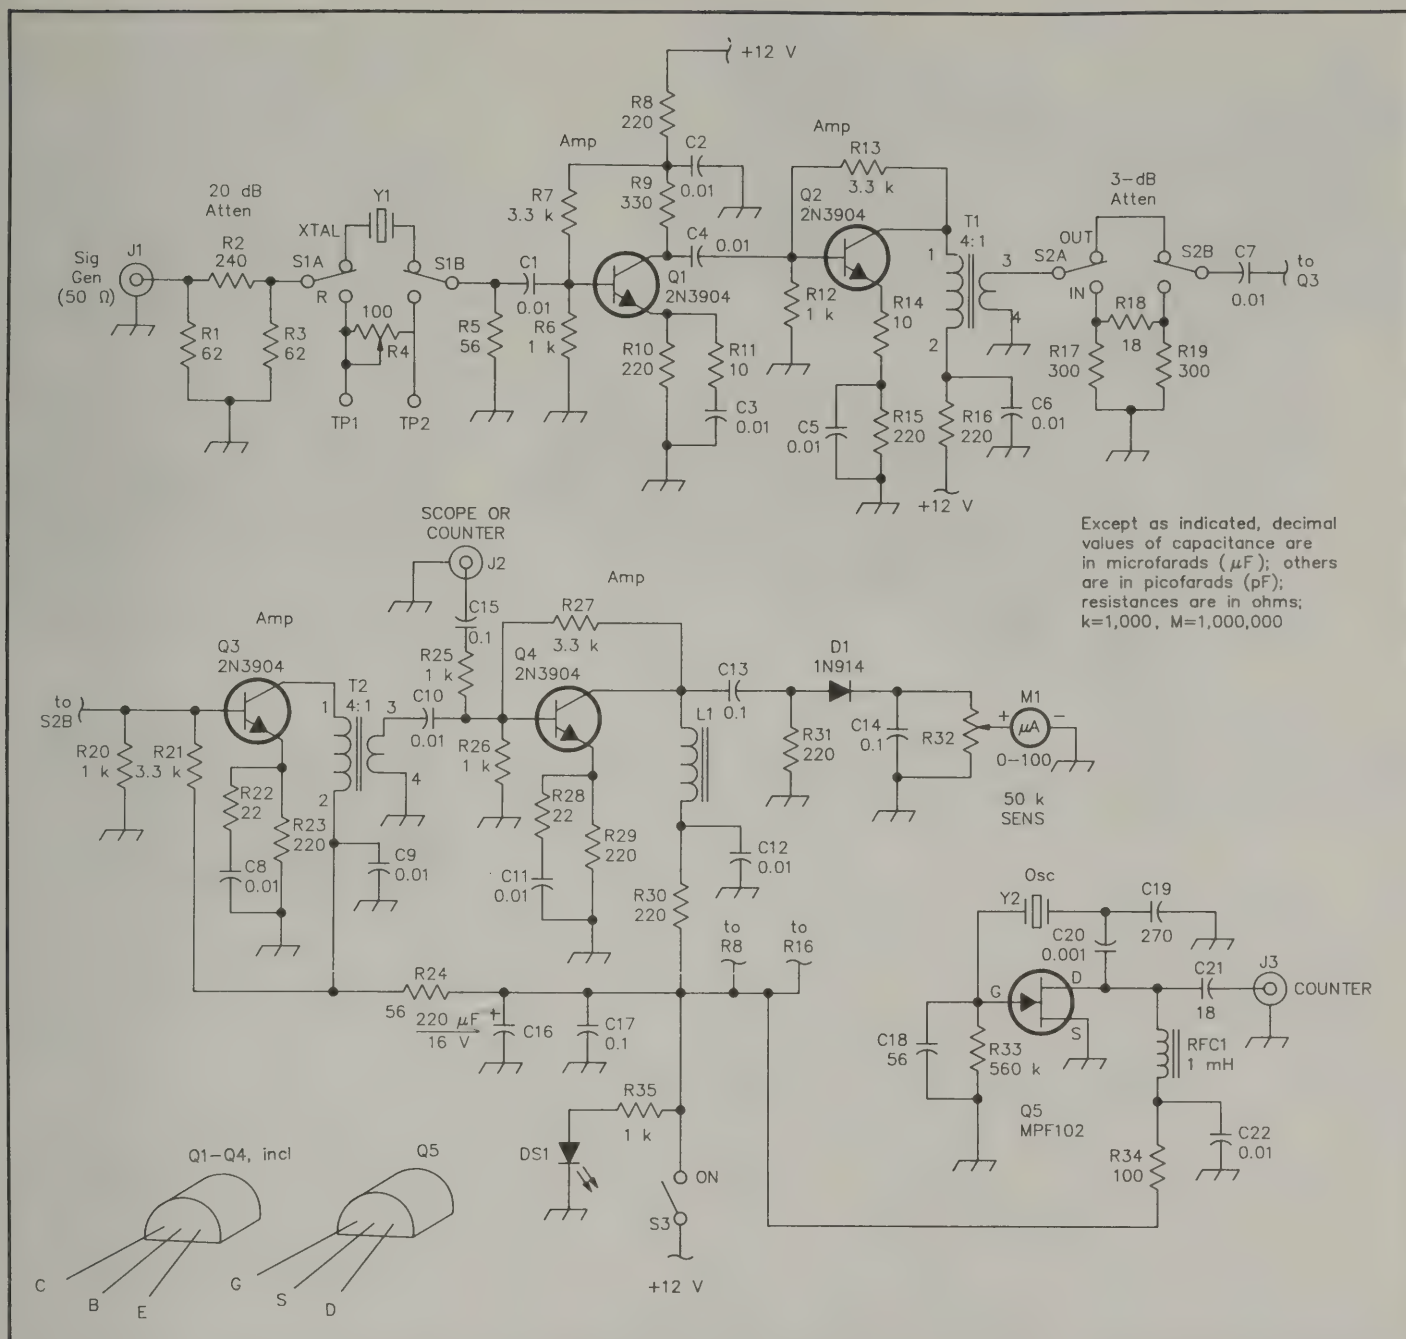 +12 V
R8
220
Amp
C2
0.01
Amp
R13
3.3 k
20 dB
Atten
Y1
R7
3.3 k
R9
330
Q2
2N3904
3-dB
Atten
XTAL
J1
R2
240
S1A
S1B
C1
0.01
C4
0.01
T1
4:1
1
2
3
4
OUT
S2A
S2B
C7
0.01
to
Q3
Sig
Gen
(50 Ω)
R
IN
Q1
2N3904
R1
62
R3
62
100
R4
R5
56
R6
1 k
R12
1 k
R14
10
R18
18
R17
300
R19
300
R10
220
R11
10
C3
0.01
TP1
TP2
C5
0.01
R15
220
R16
220
C6
0.01
+12 V
SCOPE OR
COUNTER
J2
Except as indicated, decimal
values of capacitance are
in microfarads (μF); others
are in picofarads (pF);
resistances are in ohms;
k=1,000, M=1,000,000
Amp
Amp
C15
0.1
R27
3.3 k
Q3
2N3904
R25
1 k
Q4
2N3904
D1
1N914
to
S2B
T2
4:1
1
2
3
4
C10
0.01
C13
0.1
L1
M1
+
−
μA
0–100
R20
1 k
R21
3.3 k
R26
1 k
R31
220
C14
0.1
R32
50 k
SENS
R22
22
R23
220
R28
22
R29
220
C8
0.01
C9
0.01
C11
0.01
C12
0.01
R30
220
Osc
Y2
C19
270
to
R8
to
R16
C20
0.001
J3
COUNTER
R24
56
220 μF
16 V
+
C16
C17
0.1
G
D
S
C21
18
C18
56
R33
560 k
RFC1
1 mH
Q5
MPF102
R35
1 k
C22
0.01
R34
100
DS1
ON
S3
+12 V
Q1–Q4, incl
Q5
C
B
E
G
S
D